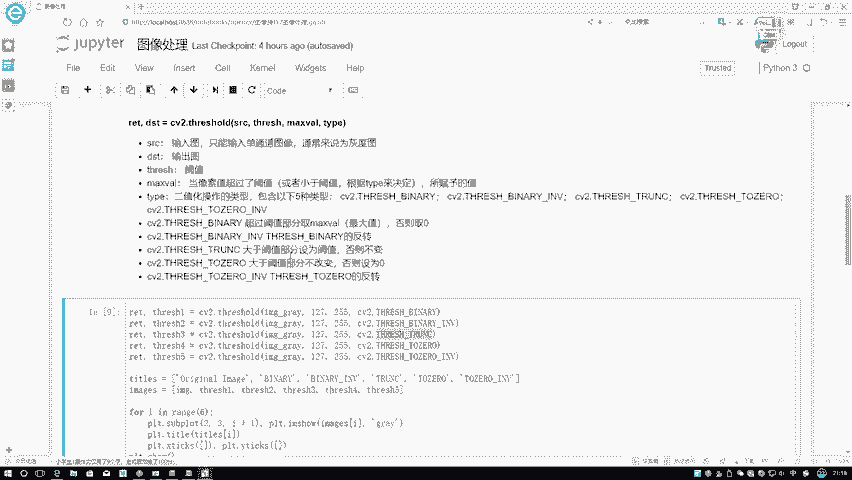 图像处理
jupyter 图像处理 Last Checkpoint: 4 hours ago (autosaved)
Logout
File Edit View Insert Cell Kernel Widgets Help
Trusted
Python 3
Code
ret, dst = cv2.threshold(src, thresh, maxval, type)
src： 输入图，只能输入单通道图像，通常来说为灰度图
dst： 输出图
thresh： 阈值
maxval： 当像素值超过了阈值（或者小于阈值，根据type来决定），所赋予的值
type：二值化操作的类型，包含以下5种类型： cv2.THRESH_BINARY； cv2.THRESH_BINARY_INV； cv2.THRESH_TRUNC； cv2.THRESH_TOZERO；
cv2.THRESH_TOZERO_INV
cv2.THRESH_BINARY 超过阈值部分取maxval（最大值），否则取0
cv2.THRESH_BINARY_INV THRESH_BINARY的反转
cv2.THRESH_TRUNC 大于阈值部分设为阈值，否则不变
cv2.THRESH_TOZERO 大于阈值部分不改变，否则设为0
cv2.THRESH_TOZERO_INV THRESH_TOZERO的反转
In [9]:
ret, thresh1 = cv2.threshold(img_gray, 127, 255, cv2.THRESH_BINARY)
ret, thresh2 = cv2.threshold(img_gray, 127, 255, cv2.THRESH_BINARY_INV)
ret, thresh3 = cv2.threshold(img_gray, 127, 255, cv2.THRESH_TRUNC)
ret, thresh4 = cv2.threshold(img_gray, 127, 255, cv2.THRESH_TOZERO)
ret, thresh5 = cv2.threshold(img_gray, 127, 255, cv2.THRESH_TOZERO_INV)
titles = ['Original Image', 'BINARY', 'BINARY_INV', 'TRUNC', 'TOZERO', 'TOZERO_INV']
images = [img, thresh1, thresh2, thresh3, thresh4, thresh5]
for i in range(6):
plt.subplot(2, 3, i + 1), plt.imshow(images[i], 'gray')
plt.title(titles[i])
plt.xticks([]), plt.yticks([])